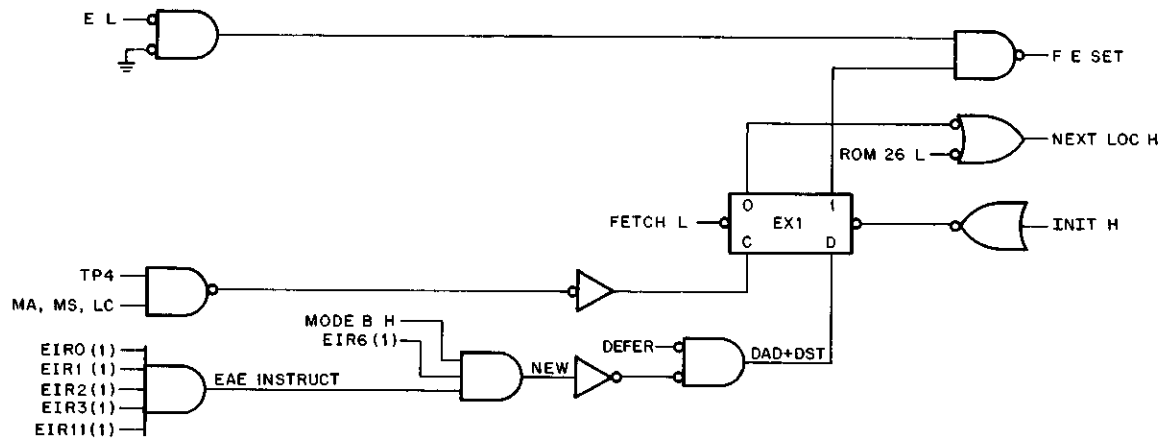 E L
F E SET
NEXT LOC H
ROM 26 L
0 1
FETCH L
EX1
INIT H
C D
TP4
MA, MS, LC
MODE B H
EIR6(1)
DEFER
DAD+DST
NEW
EIR0(1)
EIR1(1)
EAE INSTRUCT
EIR2(1)
EIR3(1)
EIR11(1)